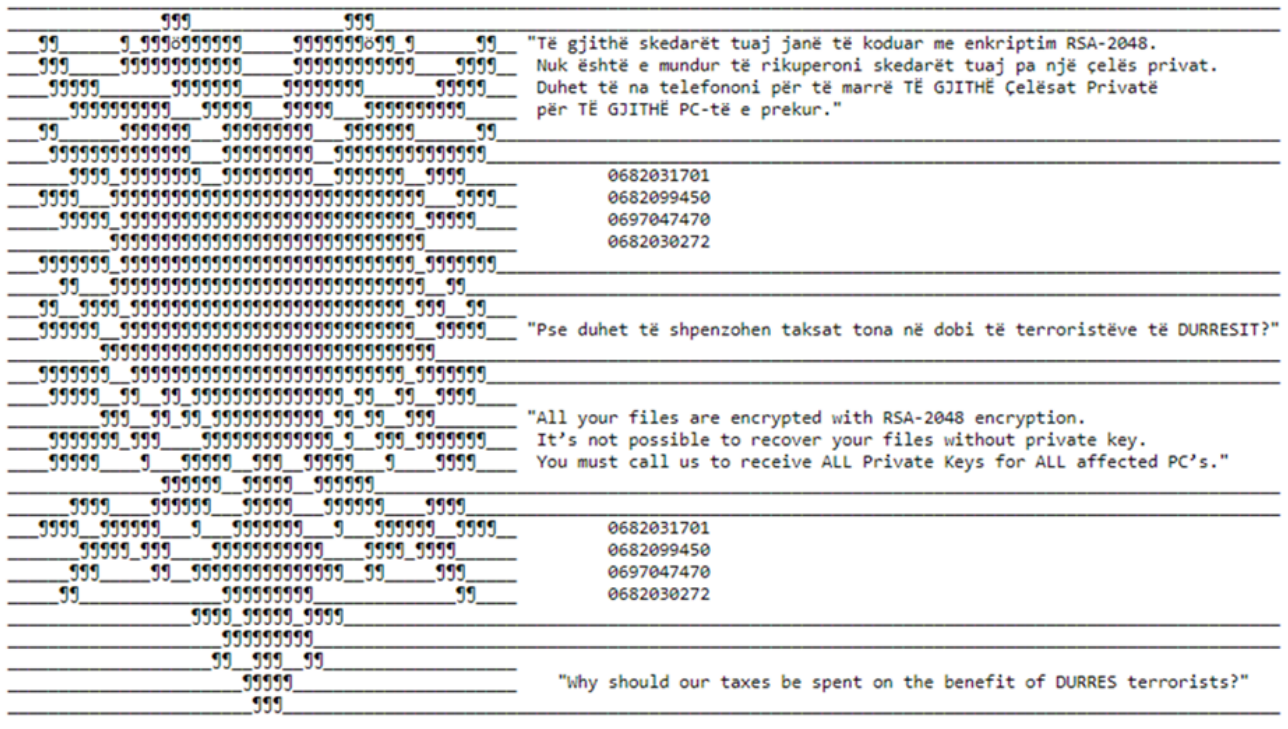 "Të gjithë skedarët tuaj janë të koduar me enkriptim RSA-2048.
Nuk është e mundur të rikuperoni skedarët tuaj pa një çelës privat.
Duhet të na telefononi për të marrë TË GJITHË Çelësat Privatë
për TË GJITHË PC-të e prekur."
0682031701
0682099450
0697047470
0682030272
"Pse duhet të shpenzohen taksat tona në dobi të terroristëve të DURRESIT?"
"All your files are encrypted with RSA-2048 encryption.
It’s not possible to recover your files without private key.
You must call us to receive ALL Private Keys for ALL affected PC’s."
0682031701
0682099450
0697047470
0682030272
"Why should our taxes be spent on the benefit of DURRES terrorists?"